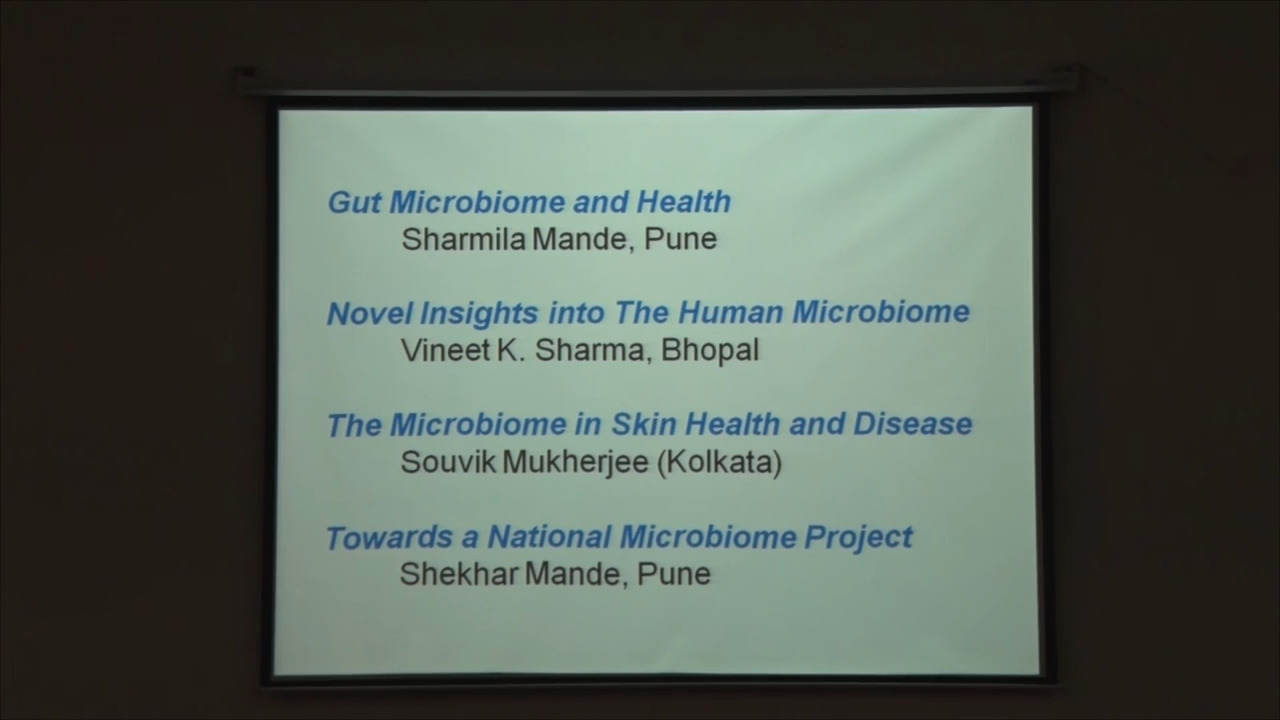 Gut Microbiome and Health
Sharmila Mande, Pune
Novel Insights into The Human Microbiome
Vineet K. Sharma, Bhopal
The Microbiome in Skin Health and Disease
Souvik Mukherjee (Kolkata)
Towards a National Microbiome Project
Shekhar Mande, Pune